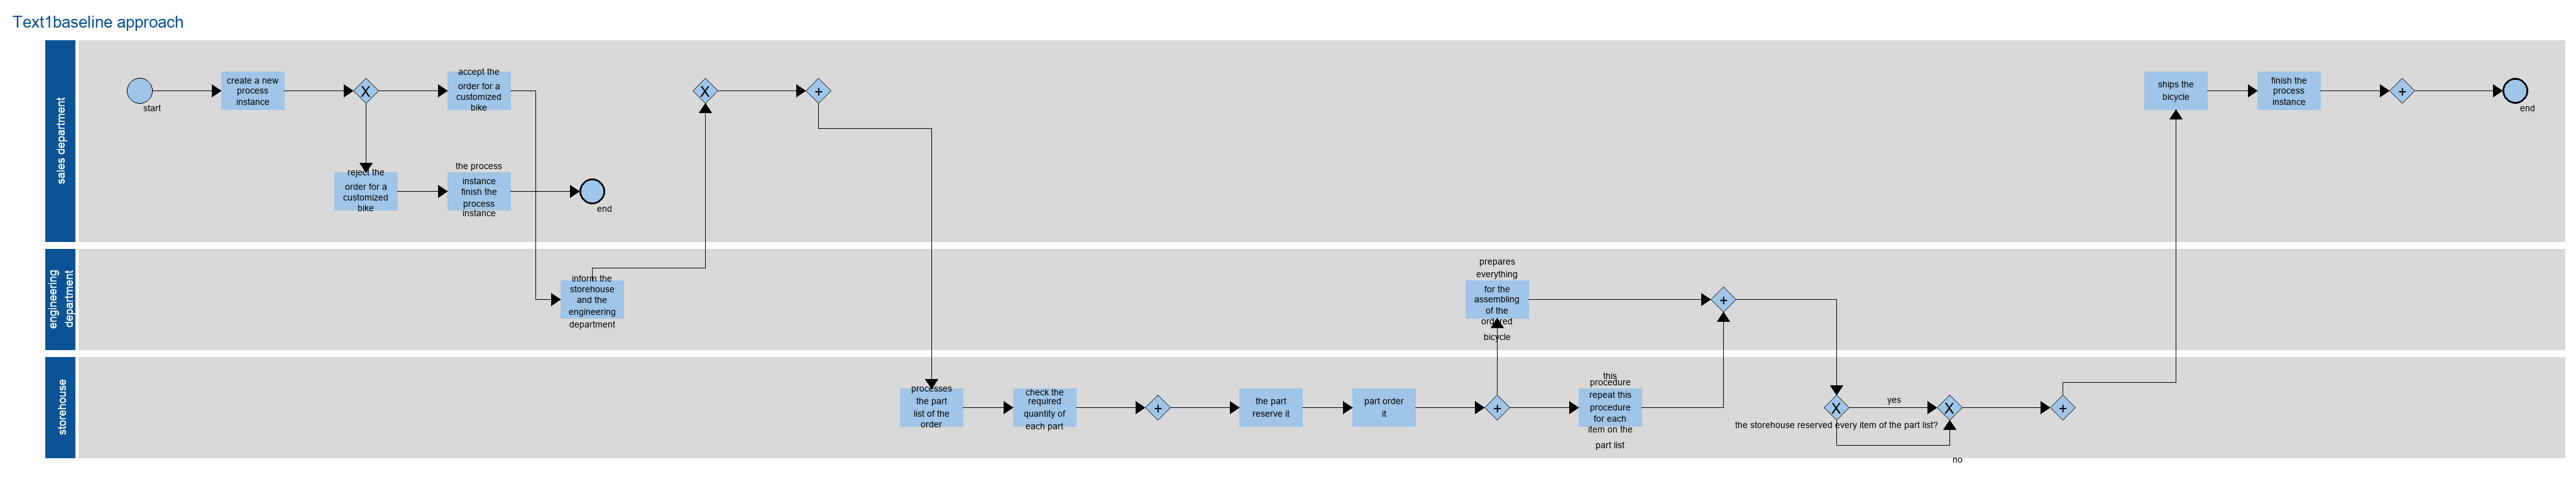 Text1baseline approach
sales department
start
create a new
process
instance
X
accept the
order for a
customized
bike
reject the
order for a
customized
bike
the process
instance
finish the
process
instance
end
X
+
ships the
bicycle
finish the
process
instance
+
end
engineering
department
inform the
storehouse
and the
engineering
department
prepares
everything
for the
assembling
of the
ordered
bicycle
+
storehouse
processes
the part
list of the
order
check the
required
quantity of
each part
+
the part
reserve it
part order
it
+
this
procedure
repeat this
procedure
for each
item on the
part list
X
yes
the storehouse reserved every item of the part list?
no
X
+